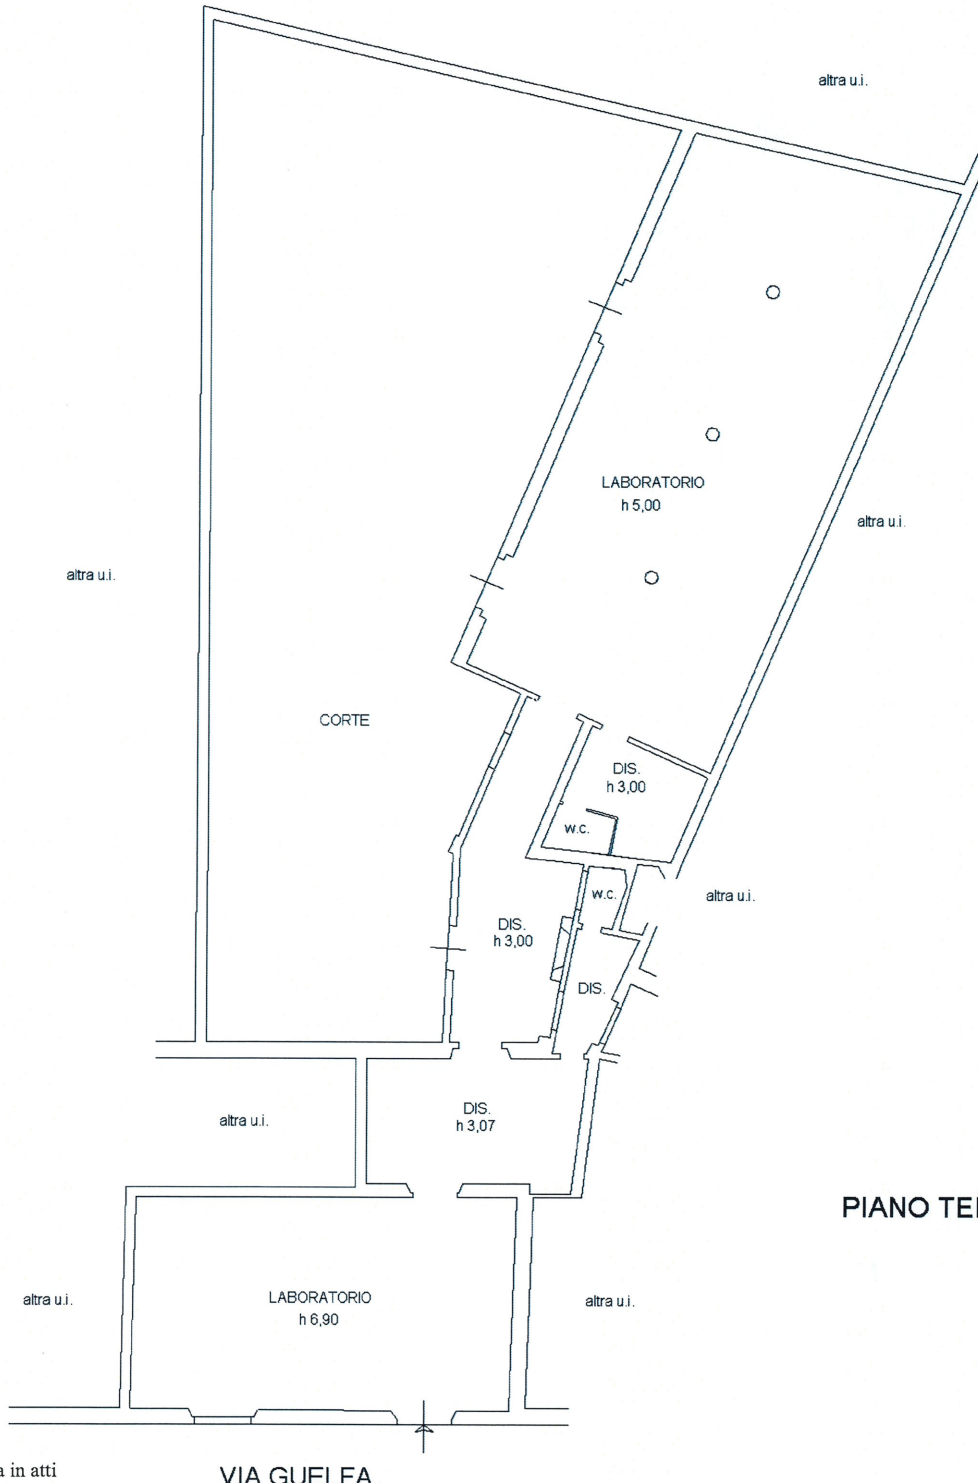 altra u.i.
LABORATORIO
h 5,00
altra u.i.
altra u.i.
CORTE
DIS.
h 3,00
w.c.
w.c.
altra u.i.
DIS.
h 3,00
DIS.
DIS.
h 3,07
altra u.i.
PIANO
LABORATORIO
h 6,90
altra u.i.
altra u.i.
in atti
VIA GUELFA